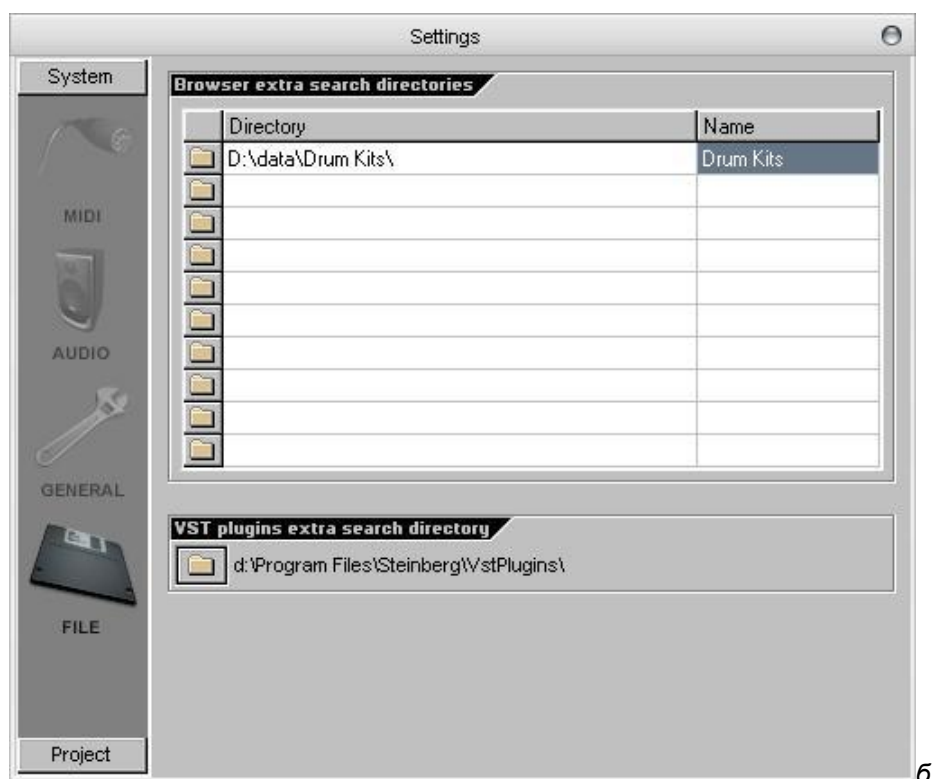 Settings
System
MIDI
AUDIO
GENERAL
FILE
Project
Browser extra search directories
Directory Name
D:\data\Drum Kits\ Drum Kits
VST plugins extra search directory
d:\Program Files\Steinberg\VstPlugins\
б